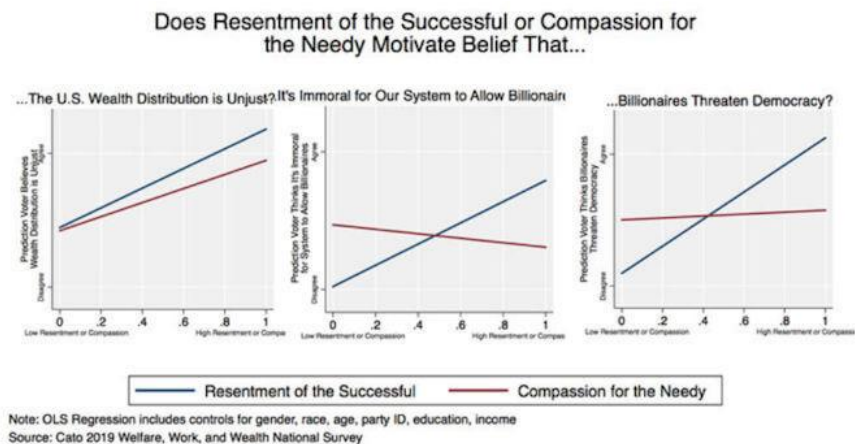 Does Resentment of the Successful or Compassion for
the Needy Motivate Belief That...
...The U.S. Wealth Distribution is Unjust?
Prediction Voter Believes
Wealth Distribution is Unjust
Agree
Disagree
0 .2 .4 .6 .8 1
Low Resentment or Compassion High Resentment or Compas
..It's Immoral for Our System to Allow Billionaire
Prediction Voter Thinks It's Immoral
for System to Allow Billionaires
Agree
Disagree
0 .2 .4 .6 .8 1
Low Resentment or Compassion High Resentment or Compas
...Billionaires Threaten Democracy?
Prediction Voter Thinks Billionaires
Threaten Democracy
Agree
Disagree
0 .2 .4 .6 .8 1
Low Resentment or Compassion High Resentment or Compas
Resentment of the Successful Compassion for the Needy
Note: OLS Regression includes controls for gender, race, age, party ID, education, income
Source: Cato 2019 Welfare, Work, and Wealth National Survey